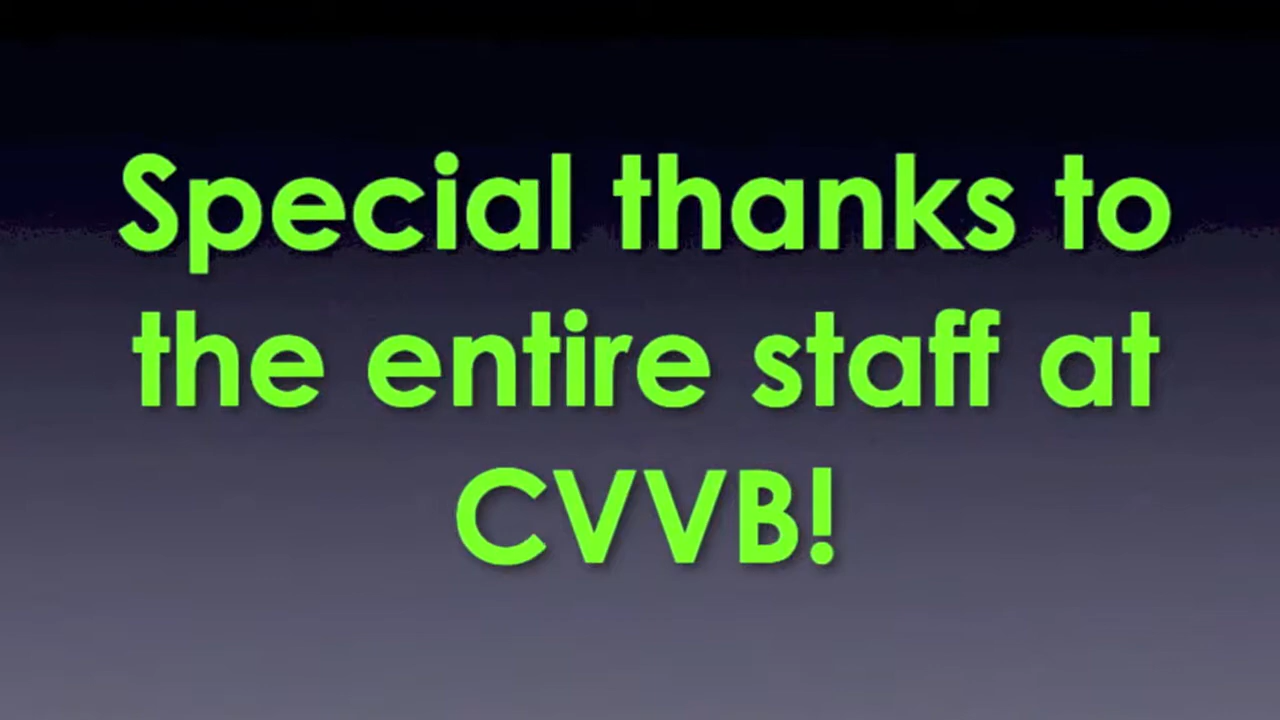 Special thanks to
the entire staff at
CVVB!